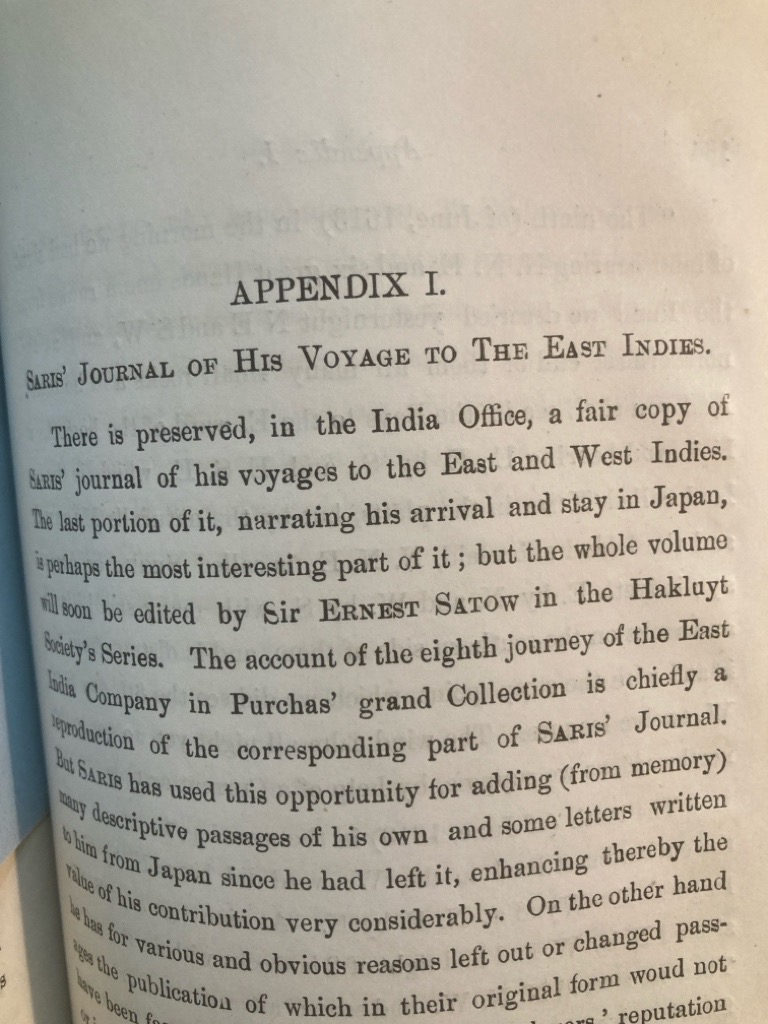 APPENDIX I.
SARIS' JOURNAL OF HIS VOYAGE TO THE EAST INDIES.
There is preserved, in the India Office, a fair copy of
SARIS' journal of his voyages to the East and West Indies.
The last portion of it, narrating his arrival and stay in Japan,
is perhaps the most interesting part of it ; but the whole volume
will soon be edited by Sir ERNEST SATOW in the Hakluyt
Society's Series. The account of the eighth journey of the East
India Company in Purchas' grand Collection is chiefly a
reproduction of the corresponding part of SARIS' Journal.
But SARIS has used this opportunity for adding (from memory)
many descriptive passages of his own and some letters written
to him from Japan since he had left it, enhancing thereby the
value of his contribution very considerably. On the other hand
he has for various and obvious reasons left out or changed pass-
ages the publication of which in their original form woud not
have been
' reputation